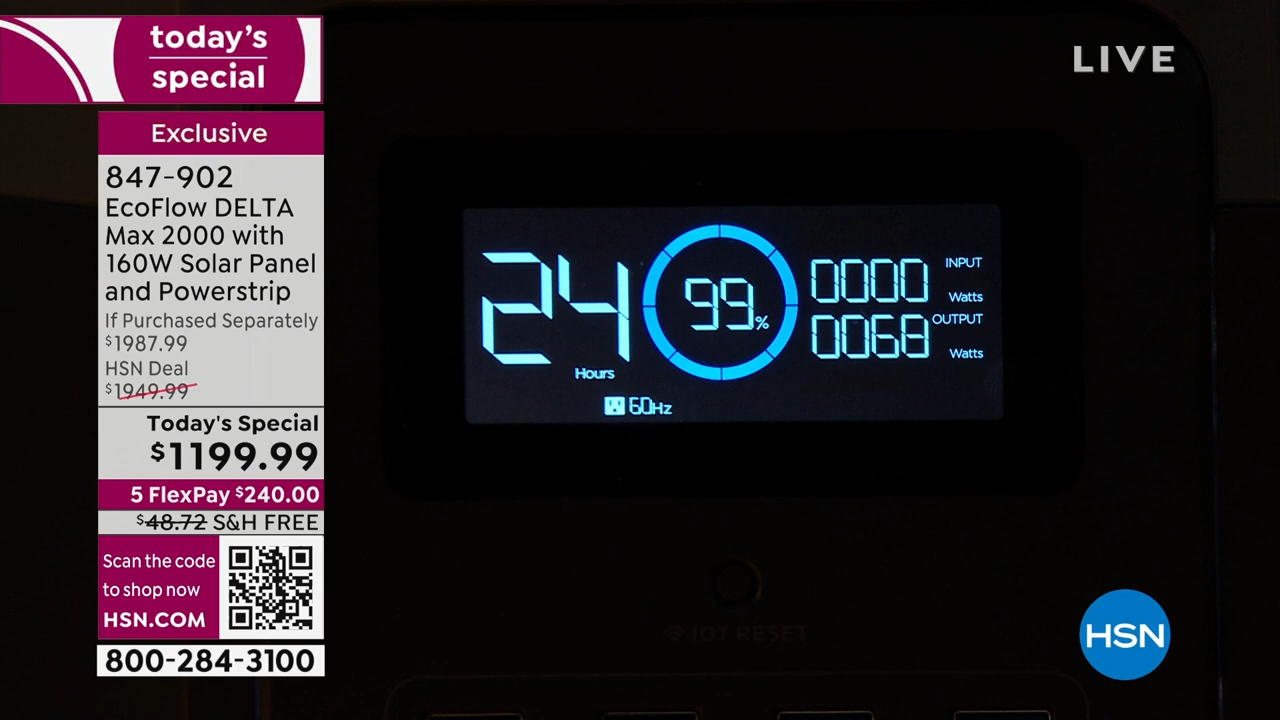 today's
special
LIVE
Exclusive
847-902
EcoFlow DELTA
Max 2000 with
160W Solar Panel
and Powerstrip
If Purchased Separately
$1987.99
HSN Deal
$1949.99
Today's Special
$1199.99
5 FlexPay $240.00
$48.72 S&H FREE
Scan the code
to shop now
HSN.COM
800-284-3100
24
Hours
99%
0000
INPUT
Watts
0068
OUTPUT
Watts
60Hz
IOT RESET
HSN